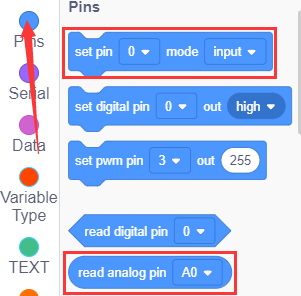 Pins
Pins
set pin 0 mode input
Serial
set digital pin 0 out high
Data
set pwm pin 3 out 255
Variable
Type
read digital pin 0
TEXT
read analog pin A0